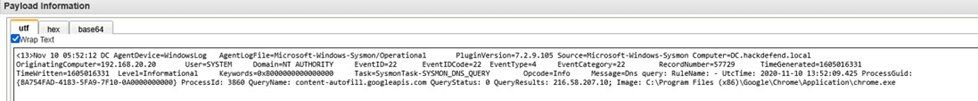 Payload Information
utf hex base64
Wrap Text
<13>Nov 10 05:52:12 DC AgentDevice=WindowsLog AgentLogFile=Microsoft-Windows-Sysmon/Operational PluginVersion=7.2.9.105 Source=Microsoft-Windows-Sysmon Computer=DC.hackdefend.local
OriginatingComputer=192.168.20.20 User=SYSTEM Domain=NT AUTHORITY EventID=22 EventIDCode=22 EventType=4 EventCategory=22 RecordNumber=57729 TimeGenerated=1605016331
TimeWritten=1605016331 Level=Informational Keywords=0x8000000000000000 Task=SysmonTask-SYSMON_DNS_QUERY Opcode=Info Message=Dns query: RuleName: - UtcTime: 2020-11-10 13:52:09.425 ProcessGuid:
{BA754FAD-4183-5FA9-7F10-0A0000000000} ProcessId: 3860 QueryName: content-autofill.googleapis.com QueryStatus: 0 QueryResults: 216.58.207.10; Image: C:\Program Files (x86)\Google\Chrome\Application\chrome.exe